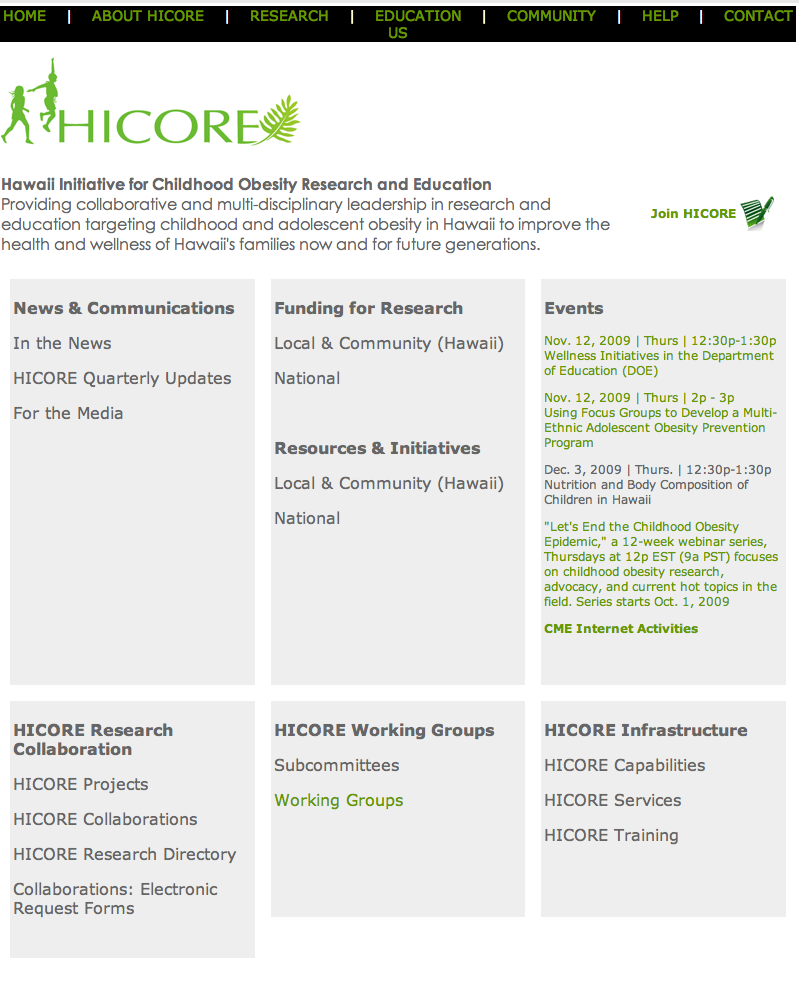 HOME | ABOUT HICORE | RESEARCH | EDUCATION | COMMUNITY | HELP | CONTACT
US
HICORE
Hawaii Initiative for Childhood Obesity Research and Education
Providing collaborative and multi-disciplinary leadership in research and
education targeting childhood and adolescent obesity in Hawaii to improve the
health and wellness of Hawaii's families now and for future generations.
Join HICORE
News & Communications
In the News
HICORE Quarterly Updates
For the Media
Funding for Research
Local & Community (Hawaii)
National
Resources & Initiatives
Local & Community (Hawaii)
National
Events
Nov. 12, 2009 | Thurs | 12:30p-1:30p
Wellness Initiatives in the Department
of Education (DOE)
Nov. 12, 2009 | Thurs | 2p - 3p
Using Focus Groups to Develop a Multi-
Ethnic Adolescent Obesity Prevention
Program
Dec. 3, 2009 | Thurs. | 12:30p-1:30p
Nutrition and Body Composition of
Children in Hawaii
"Let's End the Childhood Obesity
Epidemic," a 12-week webinar series,
Thursdays at 12p EST (9a PST) focuses
on childhood obesity research,
advocacy, and current hot topics in the
field. Series starts Oct. 1, 2009
CME Internet Activities
HICORE Research
Collaboration
HICORE Projects
HICORE Collaborations
HICORE Research Directory
Collaborations: Electronic
Request Forms
HICORE Working Groups
Subcommittees
Working Groups
HICORE Infrastructure
HICORE Capabilities
HICORE Services
HICORE Training